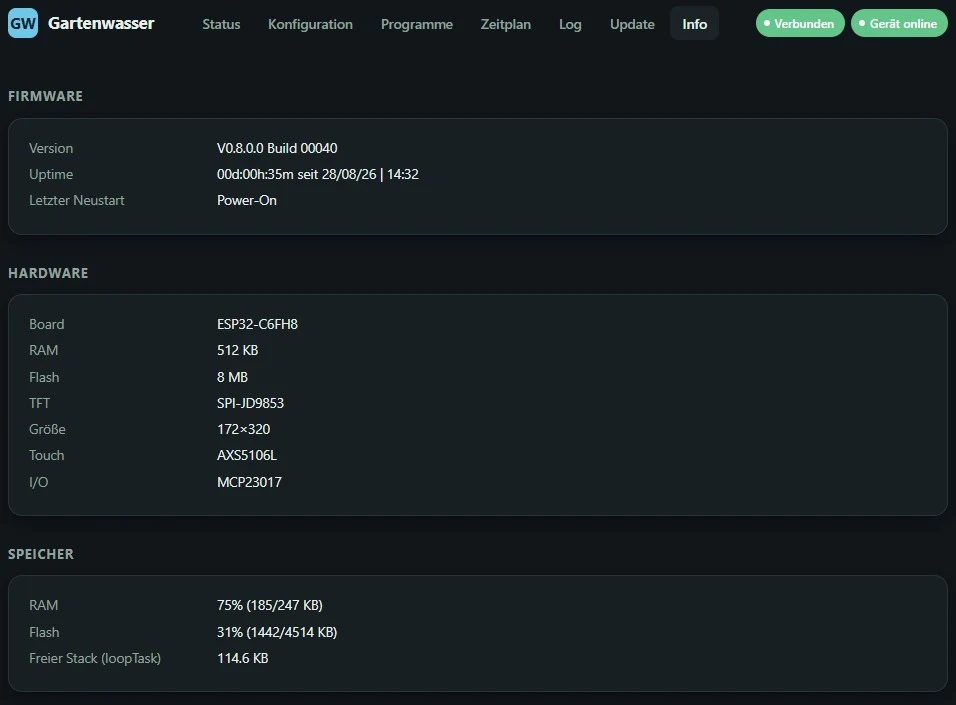 GW Gartenwasser Status Konfiguration Programme Zeitplan Log Update Info Verbunden Gerät online
FIRMWARE
Version V0.8.0.0 Build 00040
Uptime 00d:00h:35m seit 28/08/26 | 14:32
Letzter Neustart Power-On
HARDWARE
Board ESP32-C6FH8
RAM 512 KB
Flash 8 MB
TFT SPI-JD9853
Größe 172×320
Touch AXS5106L
I/O MCP23017
SPEICHER
RAM 75% (185/247 KB)
Flash 31% (1442/4514 KB)
Freier Stack (loopTask) 114.6 KB